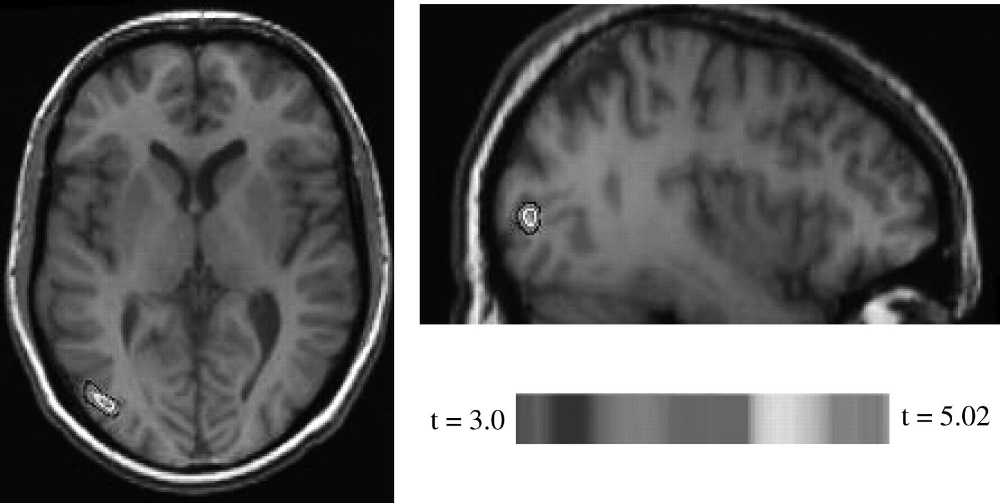 t = 3.0
t = 5.02